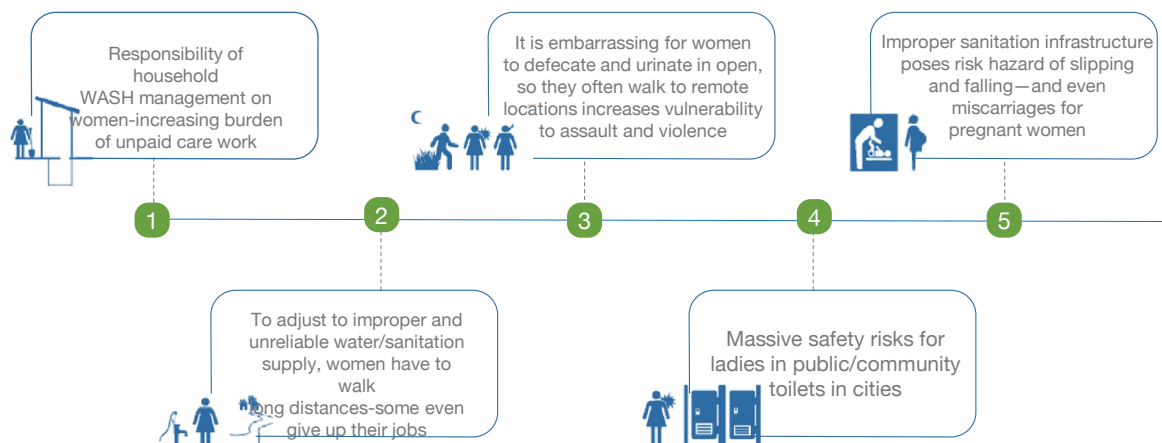 Responsibility of
household
WASH management on
women-increasing burden
of unpaid care work
1
To adjust to improper and
unreliable water/sanitation
supply, women have to
walk
long distances-some even
give up their jobs
2
It is embarrassing for women
to defecate and urinate in open,
so they often walk to remote
locations increases vulnerability
to assault and violence
3
Massive safety risks for
ladies in public/community
toilets in cities
4
Improper sanitation infrastructure
poses risk hazard of slipping
and falling—and even
miscarriages for
pregnant women
5